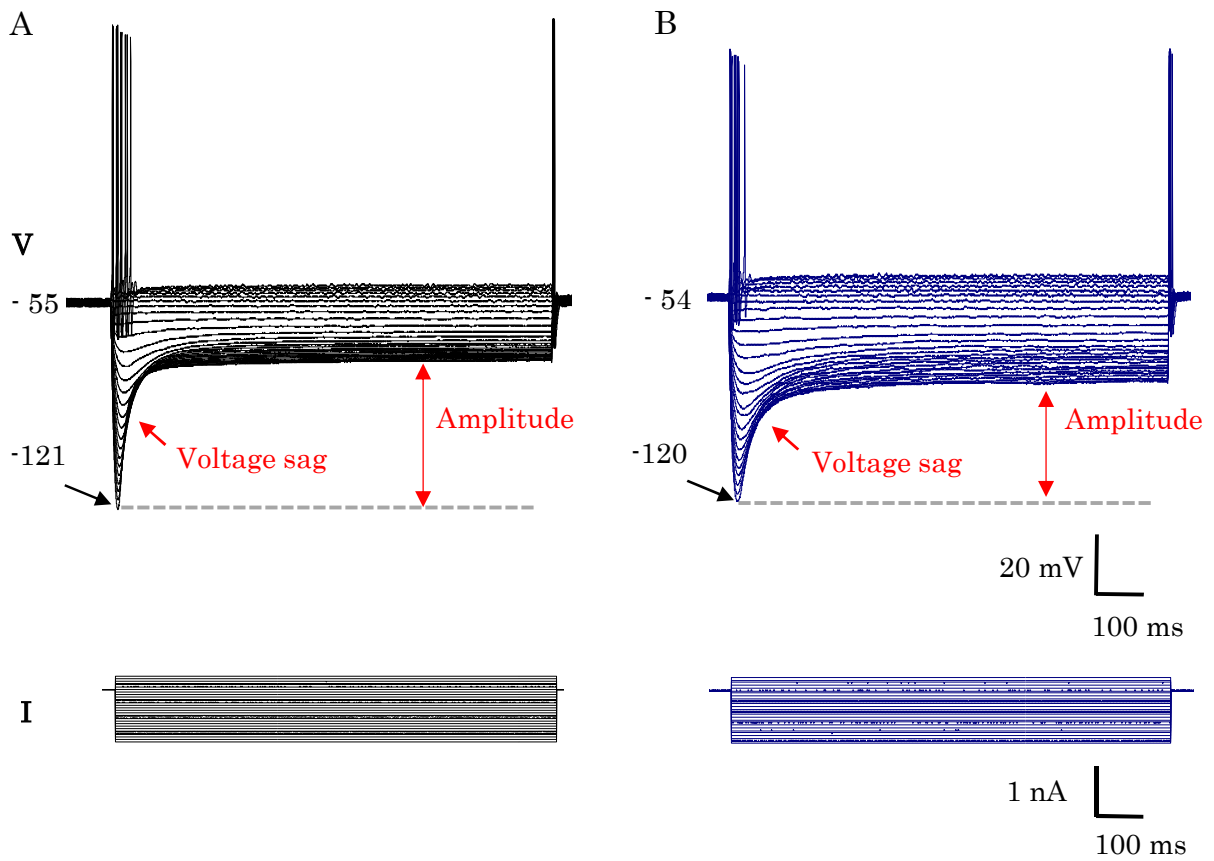 A
B
V
- 55
- 54
Amplitude
Amplitude
-121
Voltage sag
-120
Voltage sag
20 mV
100 ms
I
1 nA
100 ms